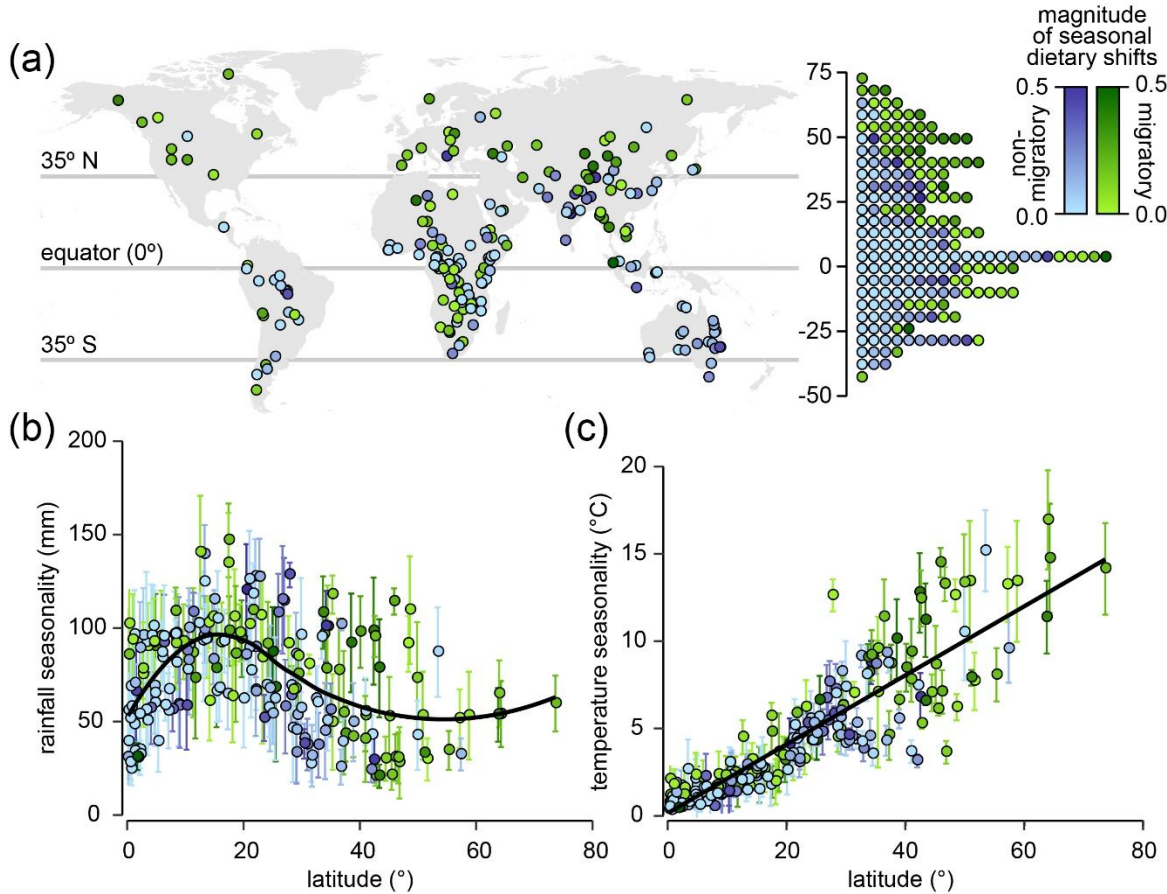 (a)
35º N
equator (0º)
35º S
75
50
25
0
-25
-50
magnitude
of seasonal
dietary shifts
0.5
0.5
non-
migratory
migratory
0.0
0.0
(b)
200
150
100
50
0
rainfall seasonality (mm)
0
20
40
60
80
latitude (°)
(c)
20
15
10
5
0
temperature seasonality (°C)
0
20
40
60
80
latitude (°)